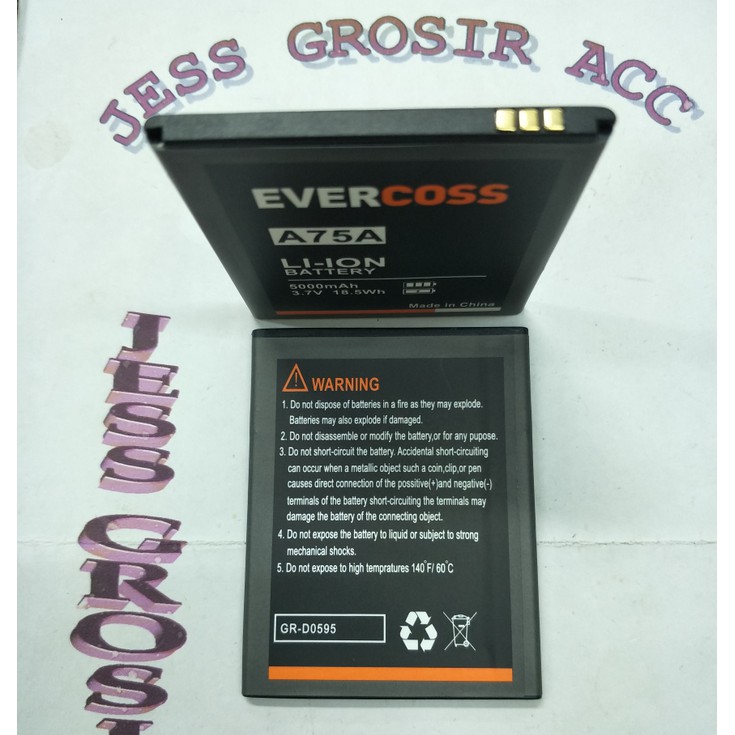 JESS GROSIR ACC
EVERCOSS
A75A
LI-ION
BATTERY
5000mAh
3.7V 18.5Wh
Made in China
JESS GROSI
WARNING
1. Do not dispose of batteries in a fire as they may explode.
Batteries may also explode if damaged.
2. Do not disassemble or modify the battery,or for any pupose.
3. Do not short-circuit the battery. Accidental short-circuiting
can occur when a metallic object such a coin,clip,or pen
causes direct connection of the possitive(+)and negative(-)
terminals of the battery short-circuiting the terminals may
damage the battery of the connecting object.
4. Do not expose the battery to liquid or subject to strong
mechanical shocks.
5. Do not expose to high tempratures 140°F/ 60°C
GR-D0595